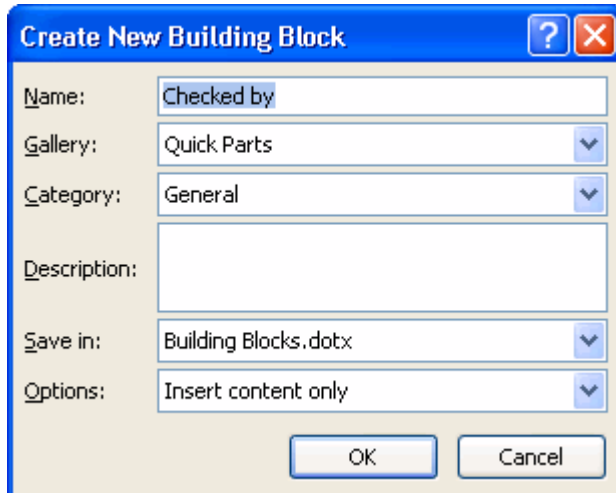 Create New Building Block
Name: Checked by
Gallery: Quick Parts
Category: General
Description:
Save in: Building Blocks.dotx
Options: Insert content only
OK Cancel